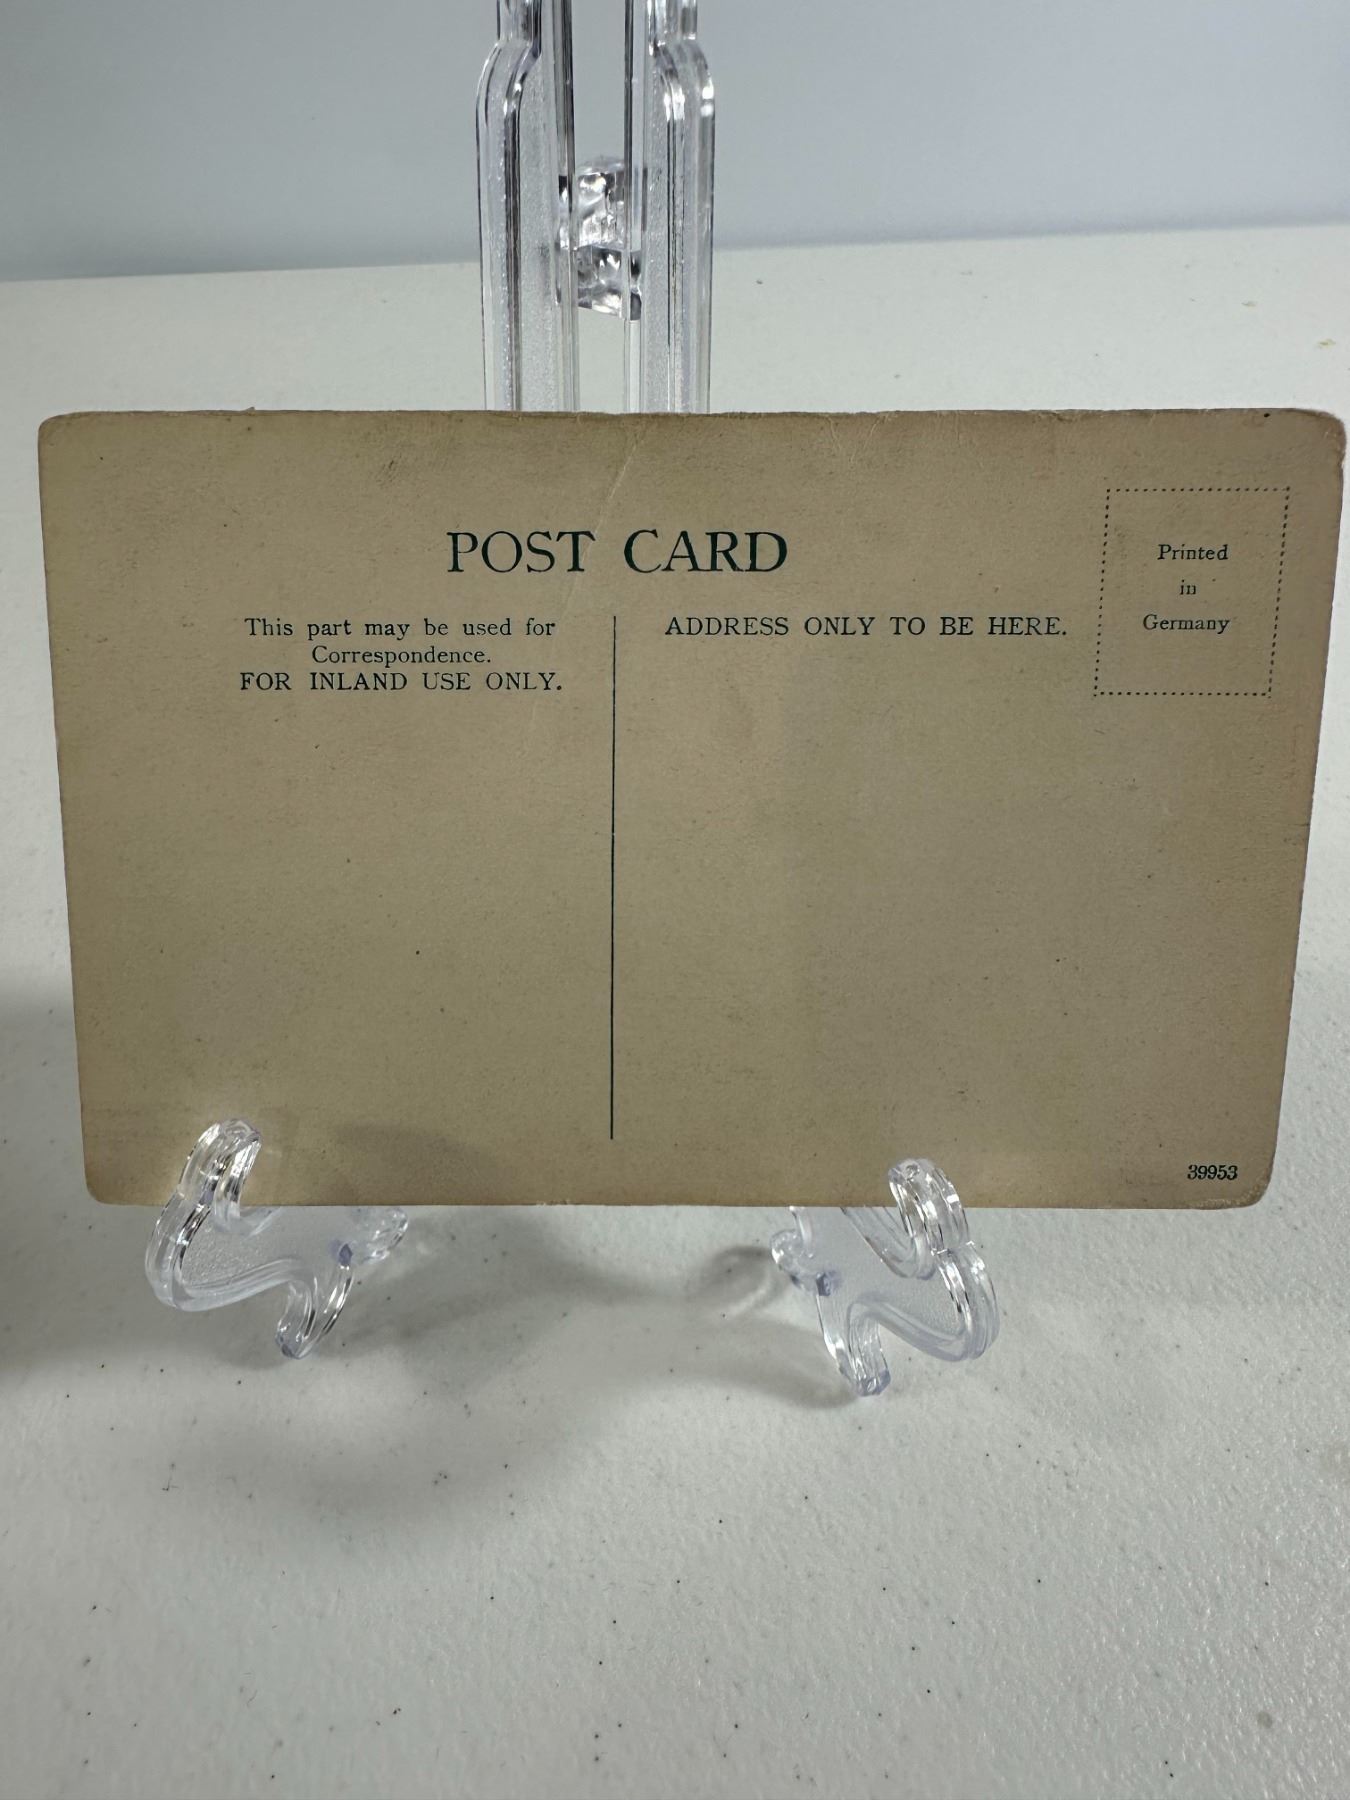 POST CARD
This part may be used for
Correspondence.
FOR INLAND USE ONLY.
ADDRESS ONLY TO BE HERE.
Printed
in
Germany
39953